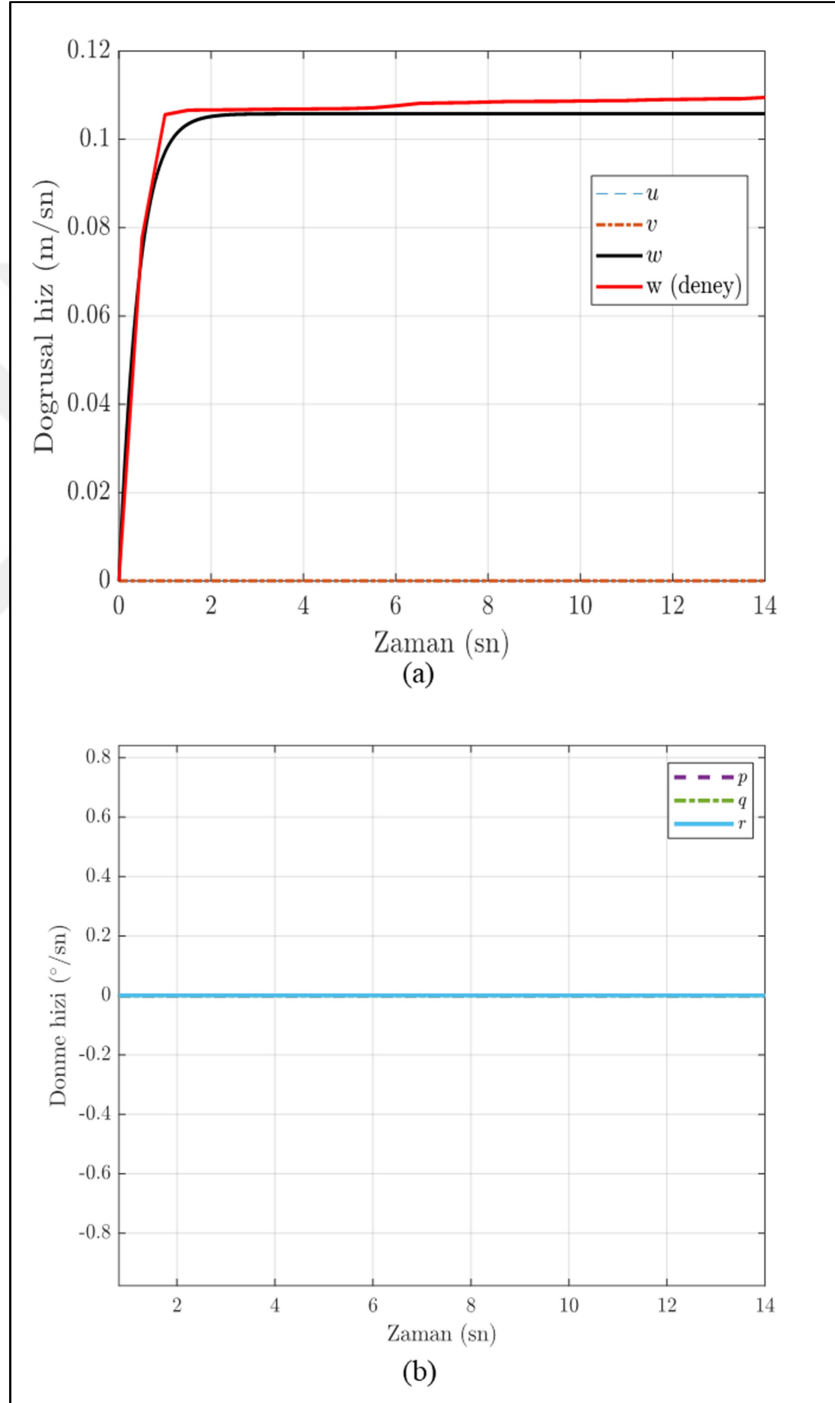 0.12
0.1
0.08
0.06
0.04
0.02
0
Dogrusal hiz (m/sn)
u
v
w
w (deney)
0 2 4 6 8 10 12 14
Zaman (sn)
(a)
0.8
0.6
0.4
0.2
0
-0.2
-0.4
-0.6
-0.8
Donme hizi (°/sn)
p
q
r
2 4 6 8 10 12 14
Zaman (sn)
(b)